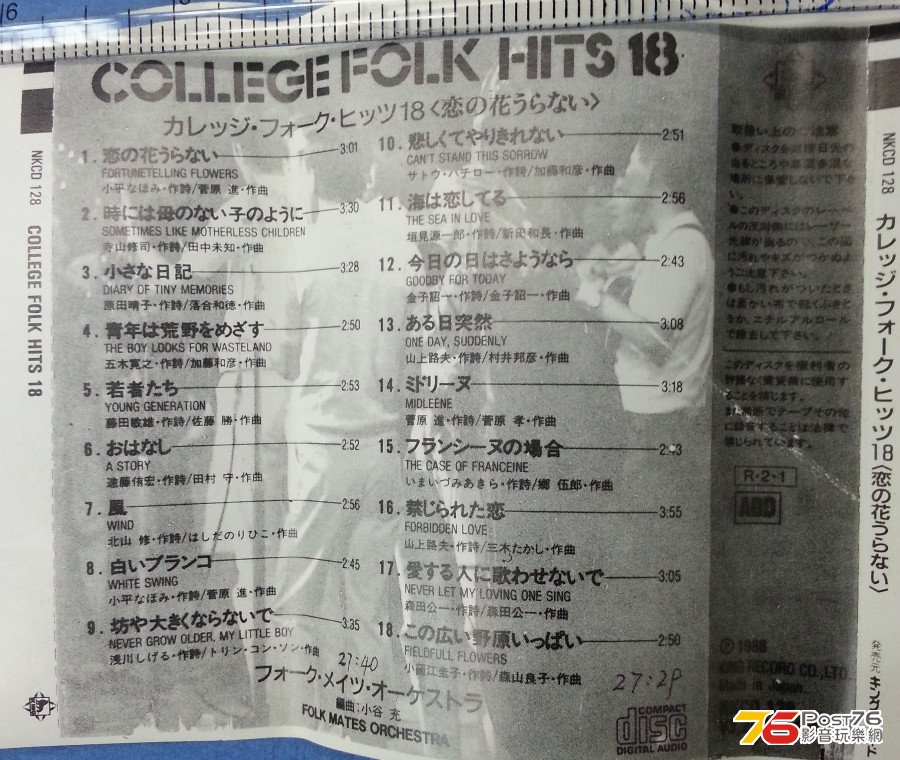 COLLEGE FOLK HITS 18
カレッジ・フォーク・ヒッツ18〈恋の花うらない〉
1. 恋の花うらない 3:01
FORTUNETELLING FLOWERS
小平なほみ・作詩/菅原 進・作曲
2. 時には母のない子のように 3:30
SOMETIMES LIKE MOTHERLESS CHILDREN
寺山修司・作詩/田中未知・作曲
3. 小さな日記 3:28
DIARY OF TINY MEMORIES
原田晴子・作詩/落合和徳・作曲
4. 青年は荒野をめざす 2:50
THE BOY LOOKS FOR WASTELAND
五木寛之・作詩/加藤和彦・作曲
5. 若者たち 2:53
YOUNG GENERATION
藤田敏雄・作詩/佐藤 勝・作曲
6. おはなし 2:52
A STORY
遠藤侑宏・作詩/田村 守・作曲
7. 風 2:56
WIND
北山 修・作詩/はしだのりひこ・作曲
8. 白いブランコ 2:45
WHITE SWING
小平なほみ・作詩/菅原 進・作曲
9. 坊や大きくならないで 3:35
NEVER GROW OLDER, MY LITTLE BOY
浅川しげる・作詩/トリン・コン・ソン・作曲
27:40
10. 悲しくてやりきれない 2:51
CAN'T STAND THIS SORROW
サトウ・ハチロー・作詩/加藤和彦・作曲
11. 海は恋してる 2:56
THE SEA IN LOVE
垣見源一郎・作詩/新田和長・作曲
12. 今日の日はさようなら 2:43
GOODBY FOR TODAY
金子詔一・作詩/金子詔一・作曲
13. ある日突然 3:08
ONE DAY, SUDDENLY
山上路夫・作詩/村井邦彦・作曲
14. ミドリーヌ 3:18
MIDLEENE
菅原 進・作詩/菅原 孝・作曲
15. フランシーヌの場合
THE CASE OF FRANCEINE
いまいづみあきら・作詩/郷 伍郎・作曲
16. 禁じられた恋 3:55
FORBIDDEN LOVE
山上路夫・作詩/三木たかし・作曲
17. 愛する人に歌わせないで 3:05
NEVER LET MY LOVING ONE SING
森田公一・作詩/森田公一・作曲
18. この広い野原いっぱい 2:50
FIELDFULL FLOWERS
小薗江圭子・作詩/森山良子・作曲
27:29
フォーク・メイツ・オーケストラ
編曲:小谷 充
FOLK MATES ORCHESTRA
COMPACT
disc
DIGITAL AUDIO
取扱い上のご注意
R-2-1
ADD
KING RECORD CO., LTD
Made in Japan.
NKCD 128 COLLEGE FOLK HITS 18
NKCD 128 カレッジ・フォーク・ヒッツ18〈恋の花うらない〉
発売元 キング
76 Post76
影音玩樂網
16